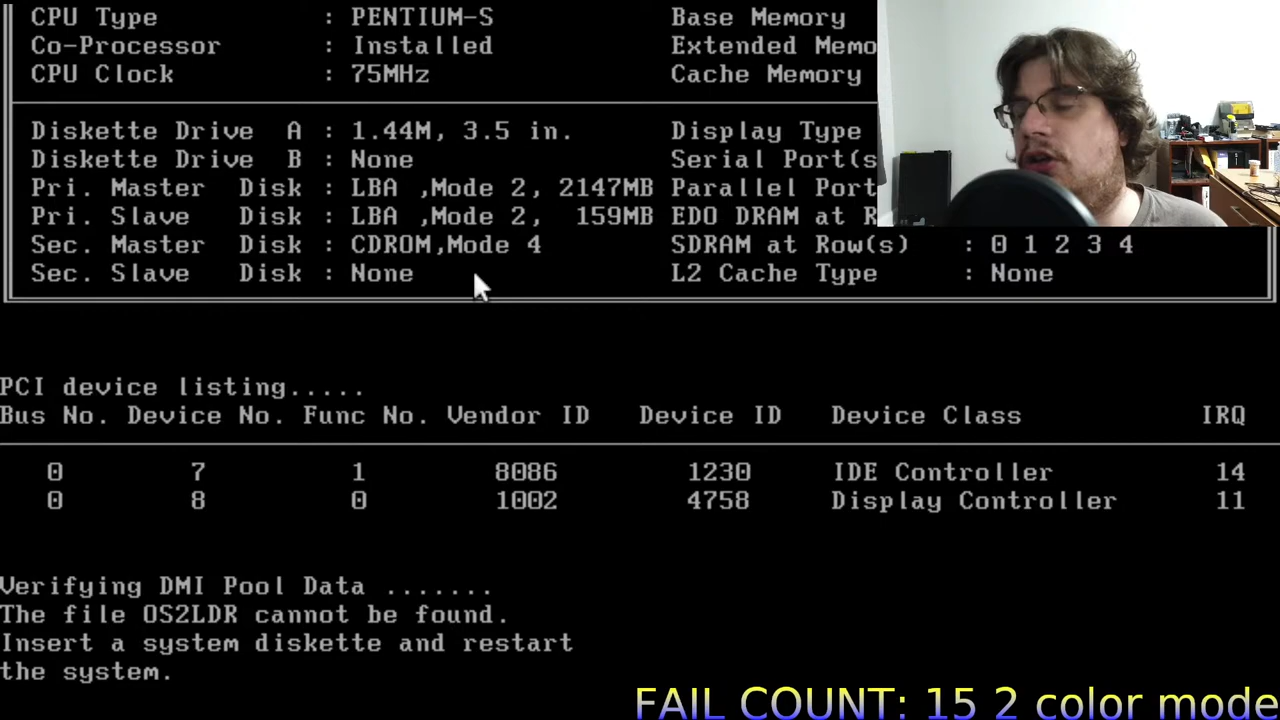 CPU Type : PENTIUM-S Base Memory
Co-Processor : Installed Extended Memo
CPU Clock : 75MHz Cache Memory
Diskette Drive A : 1.44M, 3.5 in. Display Type
Diskette Drive B : None Serial Port(s
Pri. Master Disk : LBA ,Mode 2, 2147MB Parallel Port
Pri. Slave Disk : LBA ,Mode 2, 159MB EDO DRAM at R
Sec. Master Disk : CDROM,Mode 4 SDRAM at Row(s) : 0 1 2 3 4
Sec. Slave Disk : None L2 Cache Type : None
PCI device listing.....
Bus No. Device No. Func No. Vendor ID Device ID Device Class IRQ
0 7 1 8086 1230 IDE Controller 14
0 8 0 1002 4758 Display Controller 11
Verifying DMI Pool Data .......
The file OS2LDR cannot be found.
Insert a system diskette and restart
the system.
FAIL COUNT: 15 2 color mode